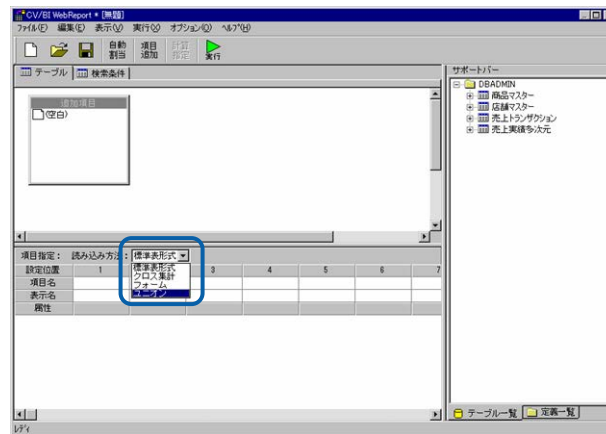 CV/BI WebReport * [無題]
ファイル(F) 編集(E) 表示(V) 実行(X) オプション(O) ヘルプ(H)
自動割当 項目追加 計算指定 実行
テーブル 検索条件
サポートバー
DBADMIN
商品マスター
店舗マスター
売上トランザクション
売上実績多次元
追加項目
(空白)
項目指定： 読み込み方法： 標準表形式
標準表形式
クロス集計
フォーム
ユニオン
設定位置 1 3 4 5 6 7
項目名
表示名
属性
テーブル一覧 定義一覧
レディ